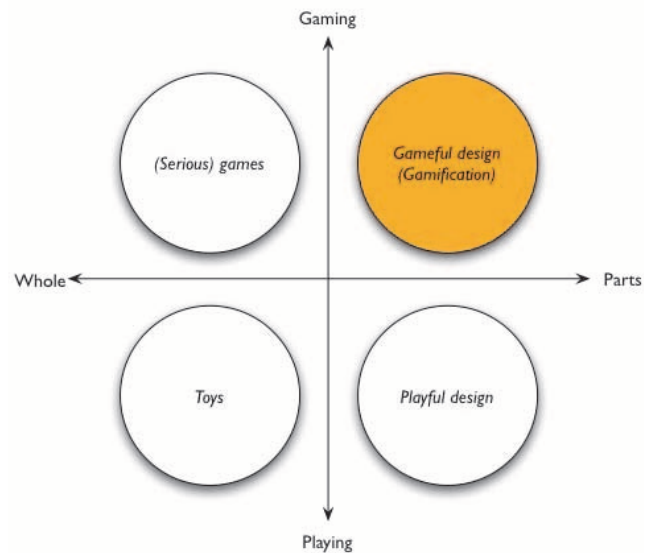 Gaming
(Serious) games
Gameful design
(Gamification)
Whole
Parts
Toys
Playful design
Playing